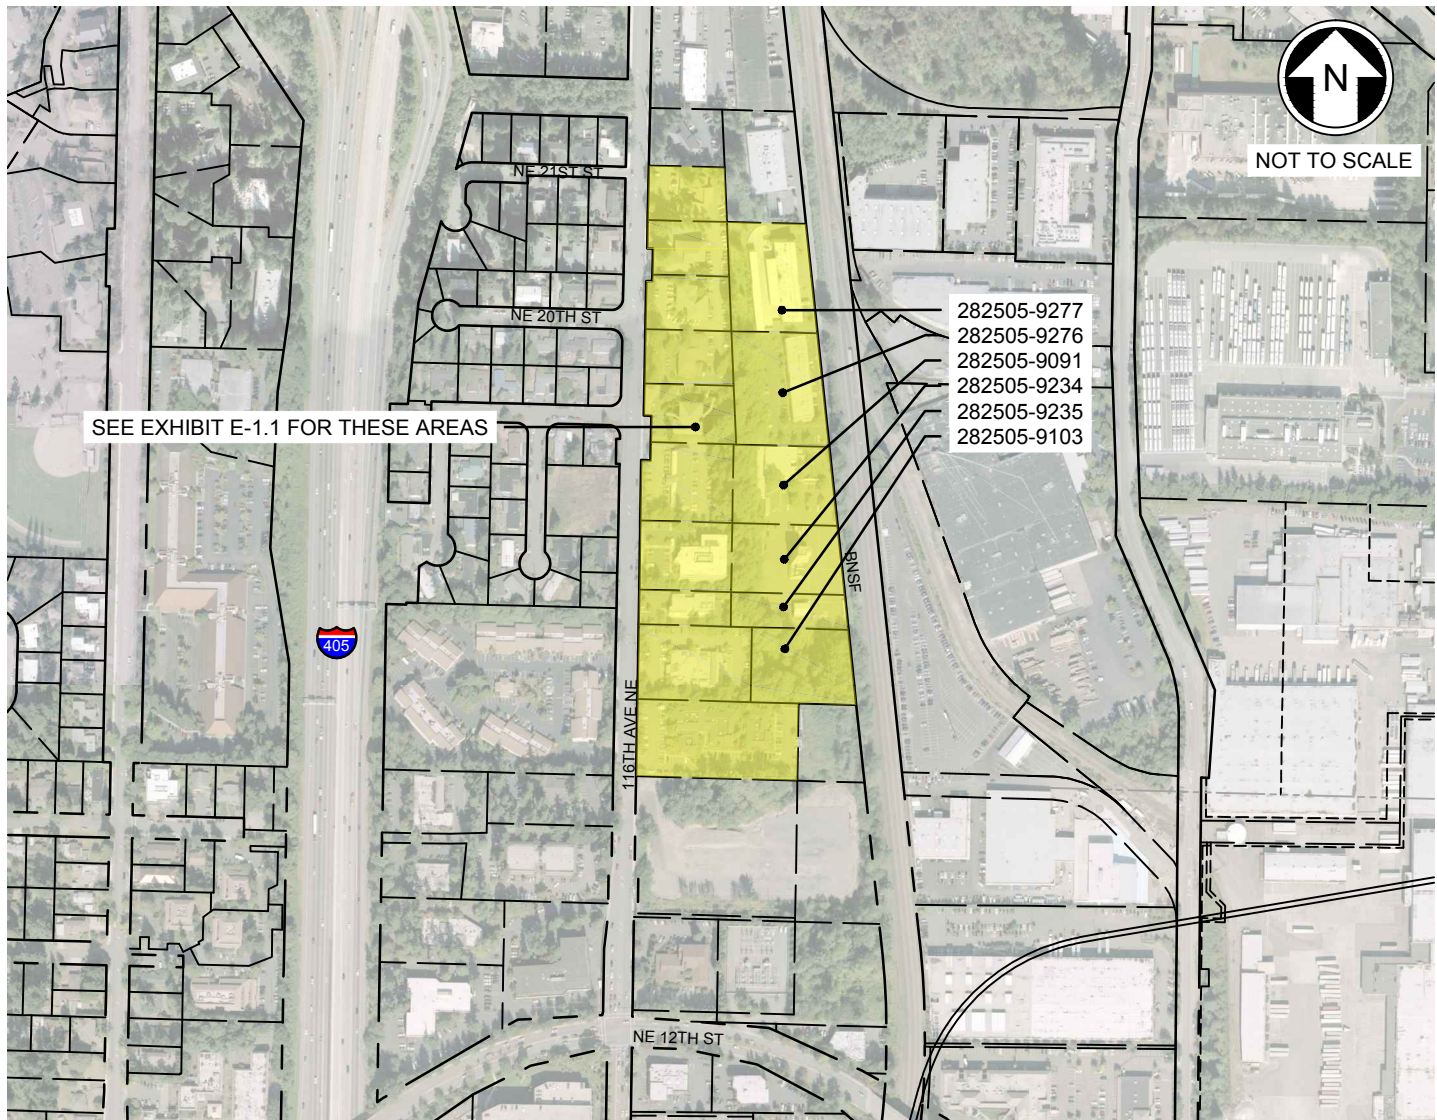 N
NOT TO SCALE
NE 21ST ST
NE 20TH ST
282505-9277
282505-9276
282505-9091
282505-9234
282505-9235
282505-9103
SEE EXHIBIT E-1.1 FOR THESE AREAS
BNSF
405
116TH AVE NE
NE 12TH ST